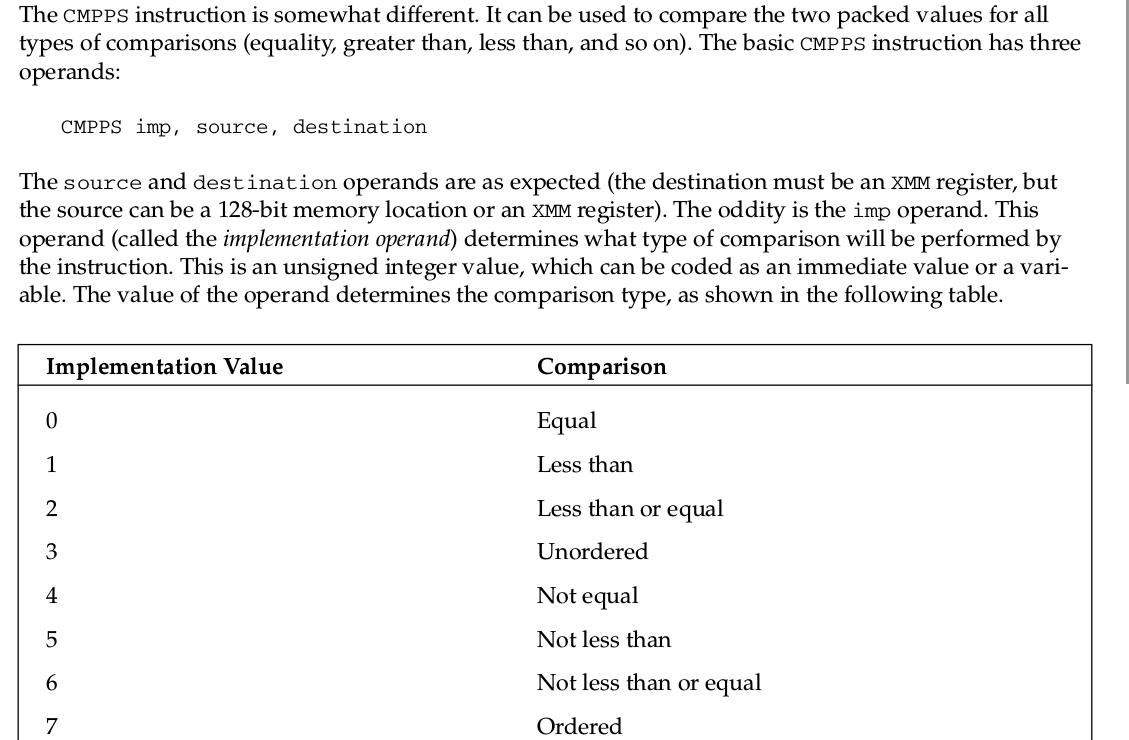 The CMPPS instruction is somewhat different. It can be used to compare the two packed values for all
types of comparisons (equality, greater than, less than, and so on). The basic CMPPS instruction has three
operands:
CMPPS imp, source, destination
The source and destination operands are as expected (the destination must be an XMM register, but
the source can be a 128-bit memory location or an XMM register). The oddity is the imp operand. This
operand (called the implementation operand) determines what type of comparison will be performed by
the instruction. This is an unsigned integer value, which can be coded as an immediate value or a vari-
able. The value of the operand determines the comparison type, as shown in the following table.
Implementation Value Comparison
0 Equal
1 Less than
2 Less than or equal
3 Unordered
4 Not equal
5 Not less than
6 Not less than or equal
7 Ordered